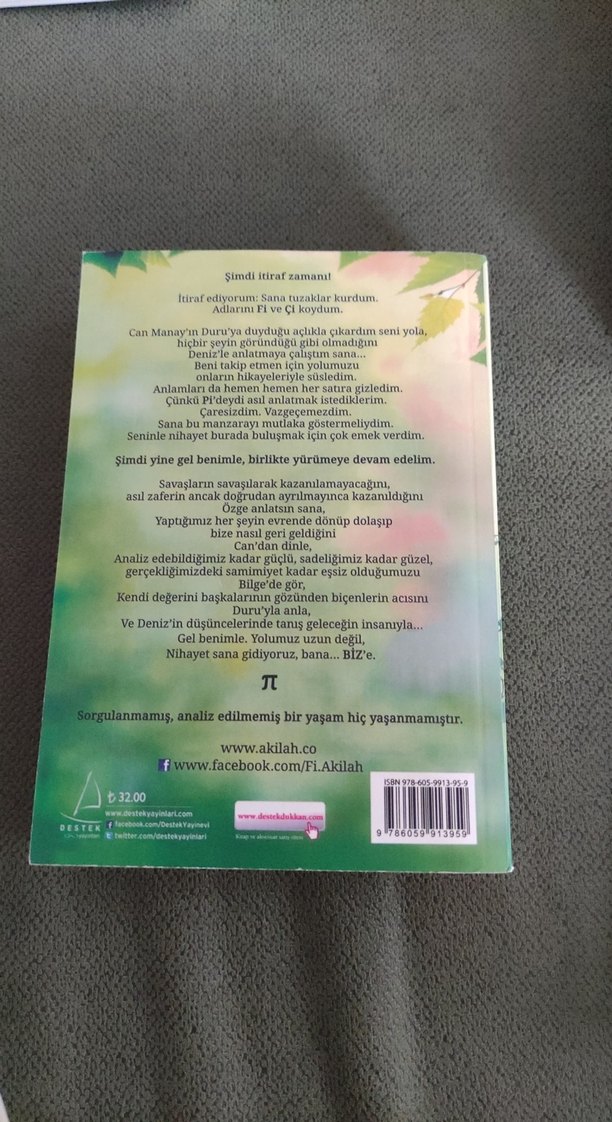 Şimdi itiraf zamanı!
İtiraf ediyorum: Sana tuzaklar kurdum.
Adlarını Fi ve Çi koydum.
Can Manay'ın Duru'ya duyduğu açlıkla çıkardım seni yola,
hiçbir şeyin göründüğü gibi olmadığını
Deniz'le anlatmaya çalıştım sana...
Beni takip etmen için yolumuzu
onların hikayeleriyle süsledim.
Anlamları da hemen hemen her satıra gizledim.
Çünkü Pi'deydi asıl anlatmak istediklerim.
Çaresizdim. Vazgeçemezdim.
Sana bu manzarayı mutlaka göstermeliydim.
Seninle nihayet burada buluşmak için çok emek verdim.
Şimdi yine gel benimle, birlikte yürümeye devam edelim.
Savaşların savaşılarak kazanılamayacağını,
asıl zaferin ancak doğrudan ayrılmayınca kazanıldığını
Özge anlatsın sana,
Yaptığımız her şeyin evrende dönüp dolaşıp
bize nasıl geri geldiğini
Can'dan dinle,
Analiz edebildiğimiz kadar güçlü, sadeliğimiz kadar güzel,
gerçekliğimizdeki samimiyet kadar eşsiz olduğumuzu
Bilge'de gör,
Kendi değerini başkalarının gözünden biçenlerin acısını
Duru'yla anla,
Ve Deniz'in düşüncelerinde tanış geleceğin insanıyla...
Gel benimle. Yolumuz uzun değil,
Nihayet sana gidiyoruz, bana... BİZ'e.
π
Sorgulanmamış, analiz edilmemiş bir yaşam hiç yaşanmamıştır.
www.akilah.co
f www.facebook.com/Fi.Akilah
₺ 32.00
www.destekyayinlari.com
facebook.com/DestekYayinevi
twitter.com/destekyayinlari
DESTEK
yayınları
www.destekdukkan.com
Kitap ve aksesuar satış sitesi
ISBN 978-605-9913-95-9
9 786059 913959